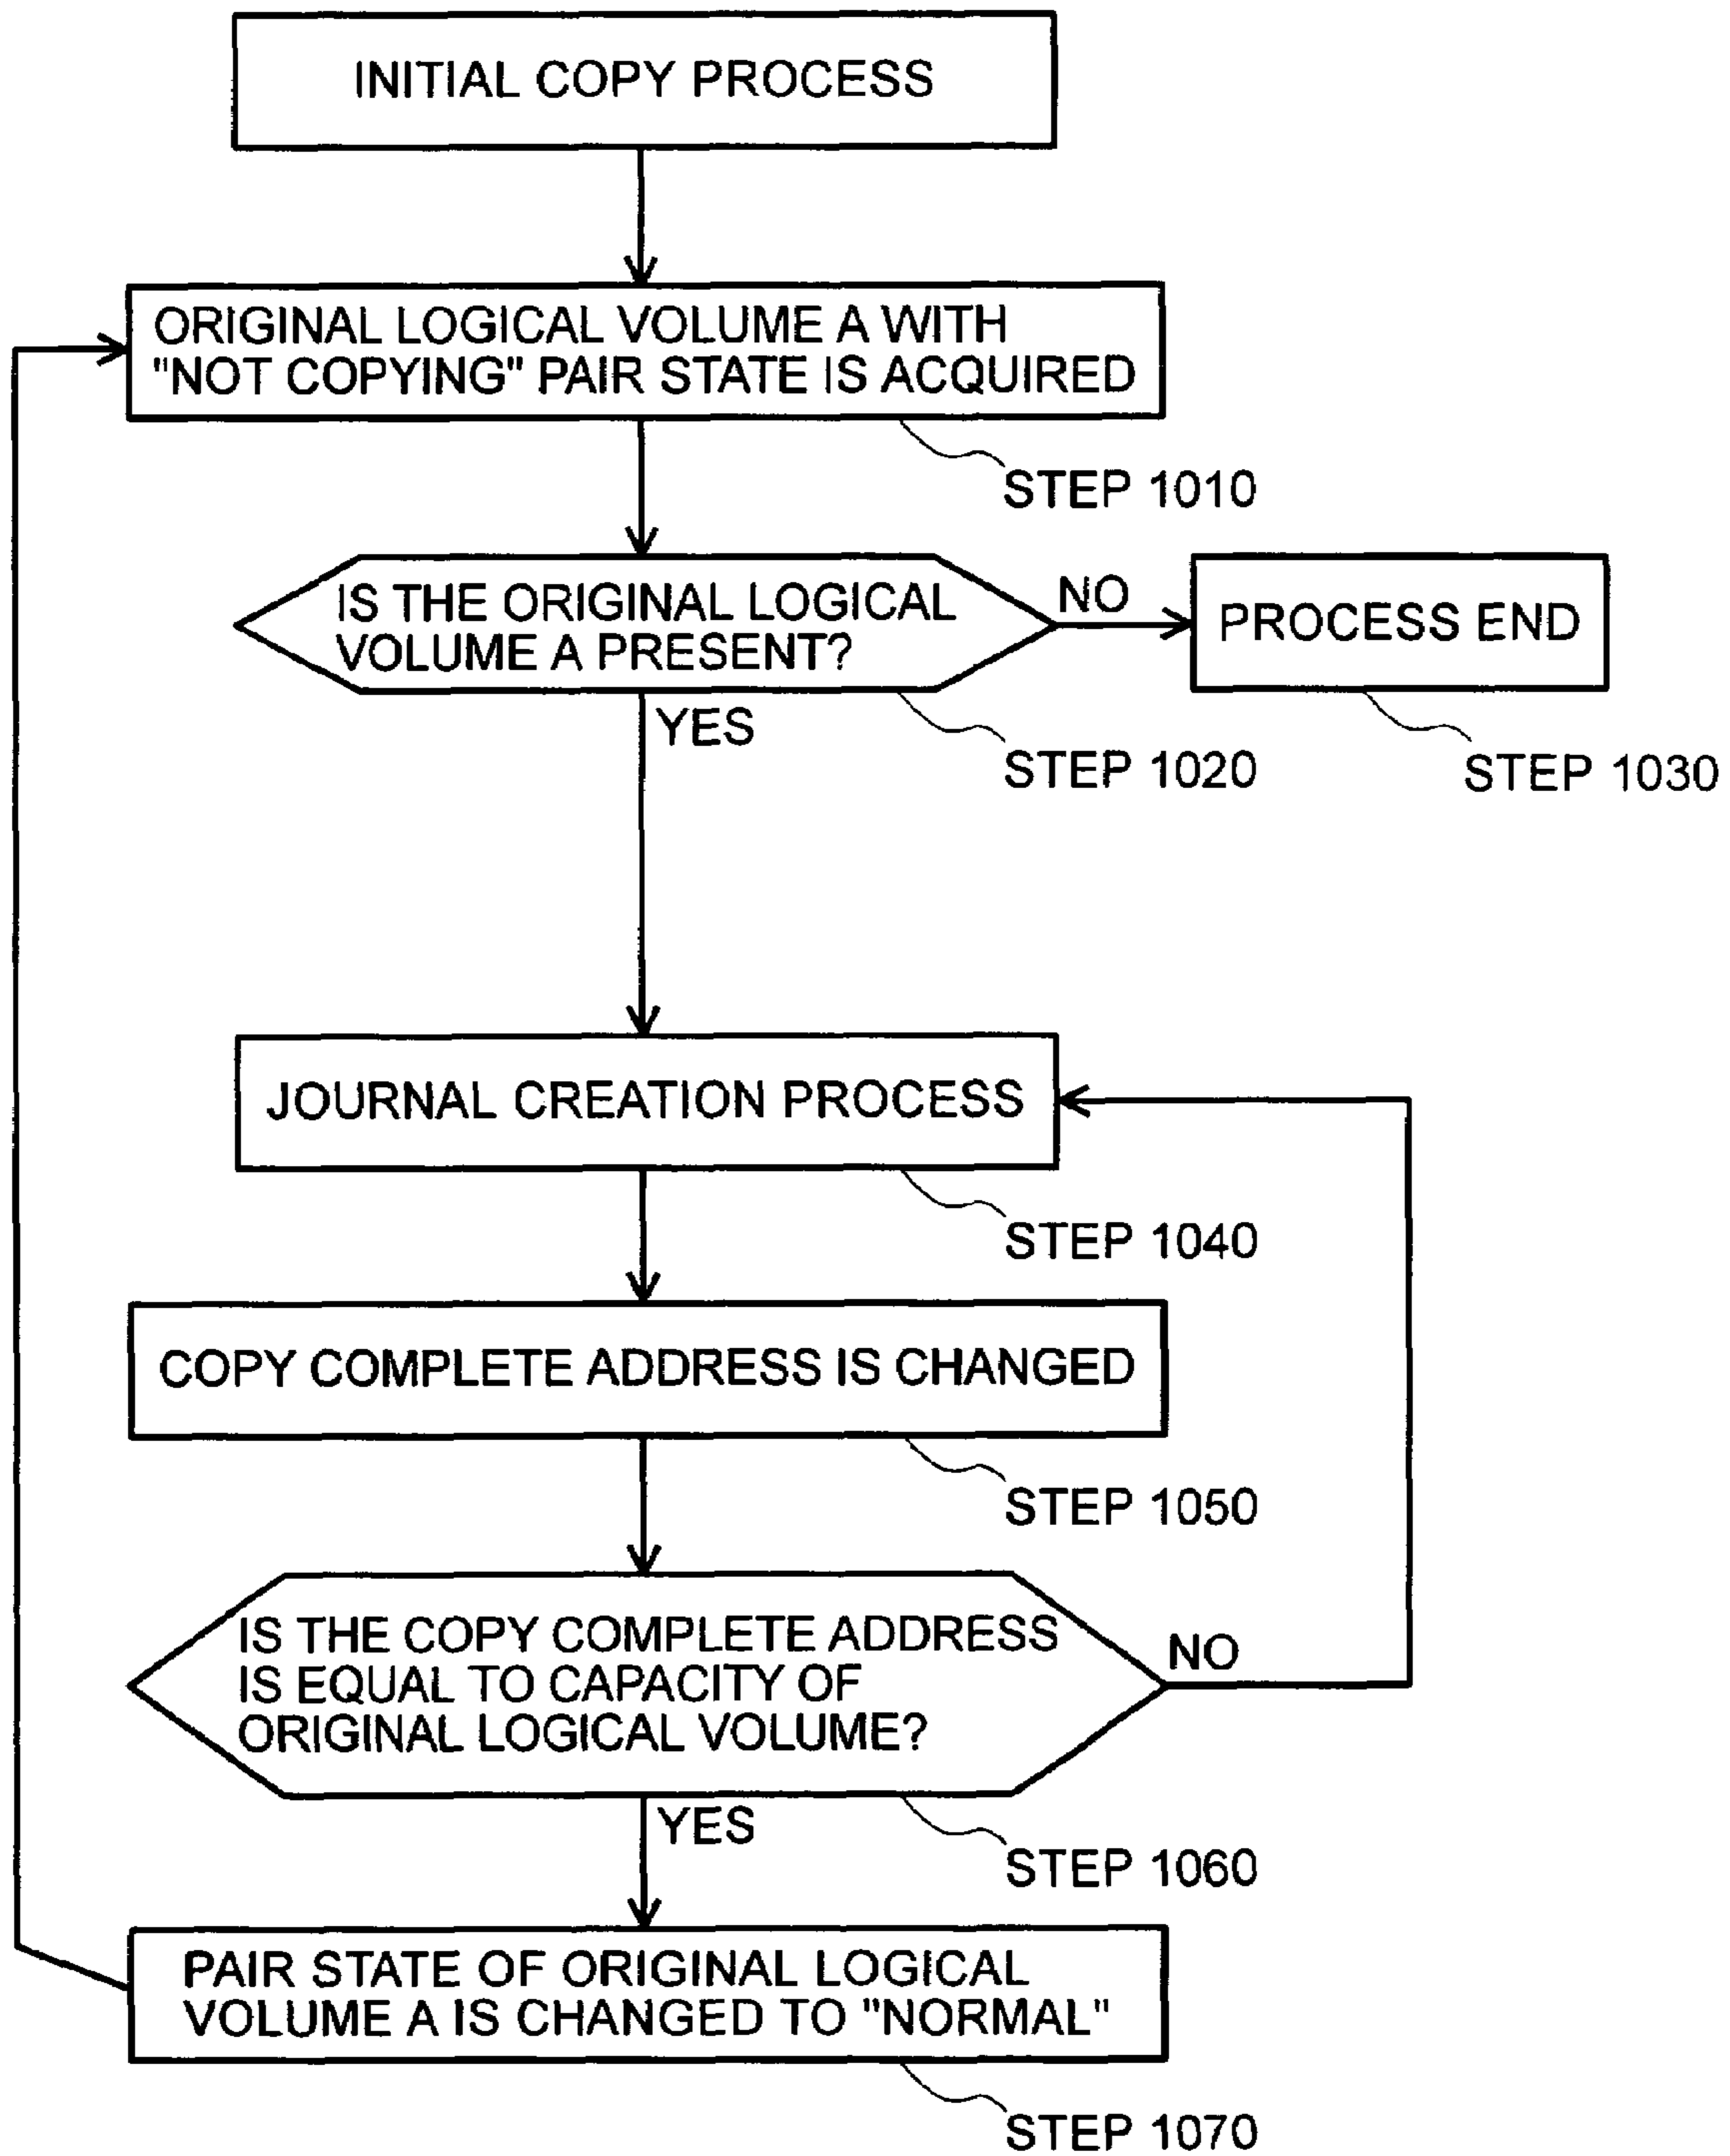 INITIAL COPY PROCESS
ORIGINAL LOGICAL VOLUME A WITH
"NOT COPYING" PAIR STATE IS ACQUIRED
STEP 1010
IS THE ORIGINAL LOGICAL
VOLUME A PRESENT?
NO
PROCESS END
YES
STEP 1020
STEP 1030
JOURNAL CREATION PROCESS
STEP 1040
COPY COMPLETE ADDRESS IS CHANGED
STEP 1050
IS THE COPY COMPLETE ADDRESS
IS EQUAL TO CAPACITY OF
ORIGINAL LOGICAL VOLUME?
NO
YES
STEP 1060
PAIR STATE OF ORIGINAL LOGICAL
VOLUME A IS CHANGED TO "NORMAL"
STEP 1070